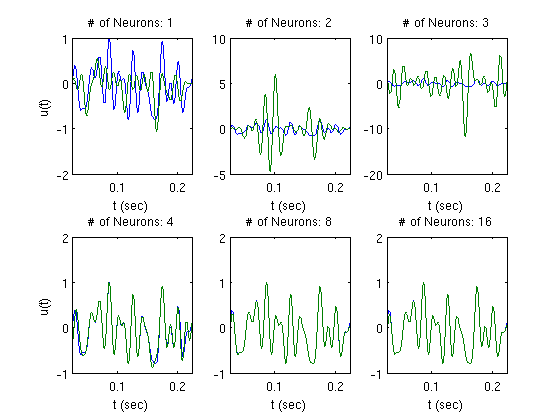 # of Neurons: 1
# of Neurons: 2
# of Neurons: 3
1
0
-1
-2
u(t)
0.1
0.2
t (sec)
10
5
0
-5
0.1
0.2
t (sec)
10
0
-10
-20
0.1
0.2
t (sec)
# of Neurons: 4
# of Neurons: 8
# of Neurons: 16
2
1
0
-1
u(t)
0.1
0.2
t (sec)
2
1
0
-1
0.1
0.2
t (sec)
2
1
0
-1
0.1
0.2
t (sec)